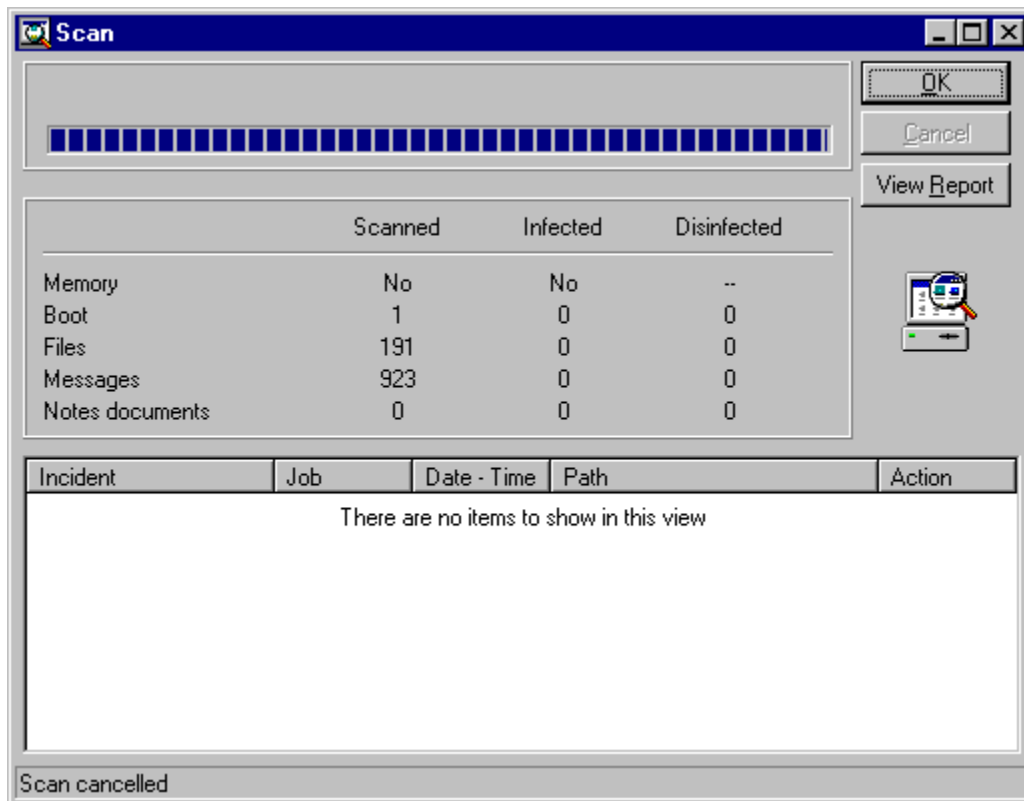 Scan
OK
Cancel
View Report
Scanned Infected Disinfected
Memory No No --
Boot 1 0 0
Files 191 0 0
Messages 923 0 0
Notes documents 0 0 0
Incident Job Date - Time Path Action
There are no items to show in this view
Scan cancelled